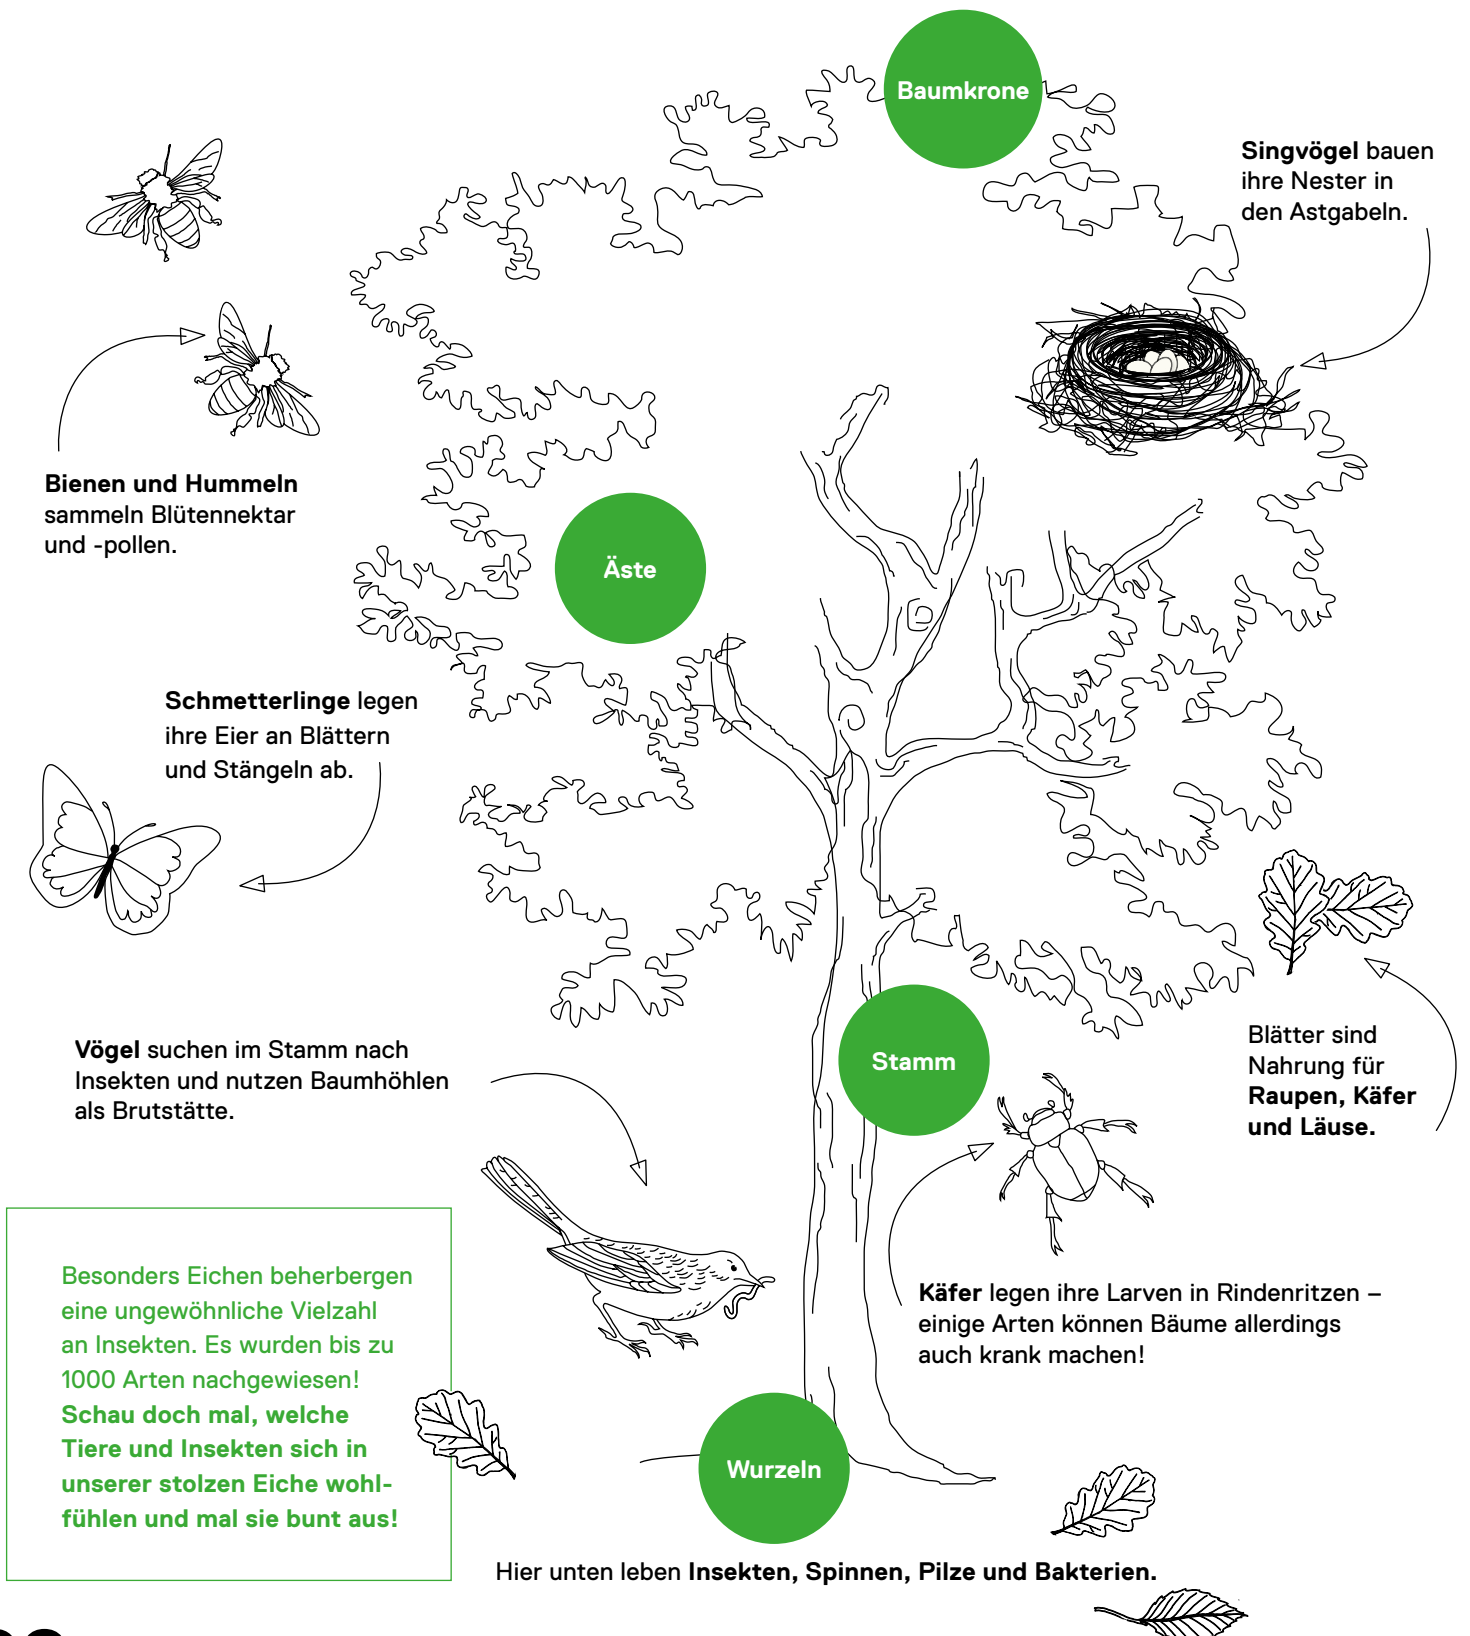 Baumkrone
Singvögel bauen
ihre Nester in
den Astgabeln.
Bienen und Hummeln
sammeln Blütennektar
und -pollen.
Äste
Schmetterlinge legen
ihre Eier an Blättern
und Stängeln ab.
Blätter sind
Nahrung für
Raupen, Käfer
und Läuse.
Vögel suchen im Stamm nach
Insekten und nutzen Baumhöhlen
als Brutstätte.
Stamm
Käfer legen ihre Larven in Rindenritzen –
einige Arten können Bäume allerdings
auch krank machen!
Besonders Eichen beherbergen
eine ungewöhnliche Vielzahl
an Insekten. Es wurden bis zu
1000 Arten nachgewiesen!
Schau doch mal, welche
Tiere und Insekten sich in
unserer stolzen Eiche wohl-
fühlen und mal sie bunt aus!
Wurzeln
Hier unten leben Insekten, Spinnen, Pilze und Bakterien.